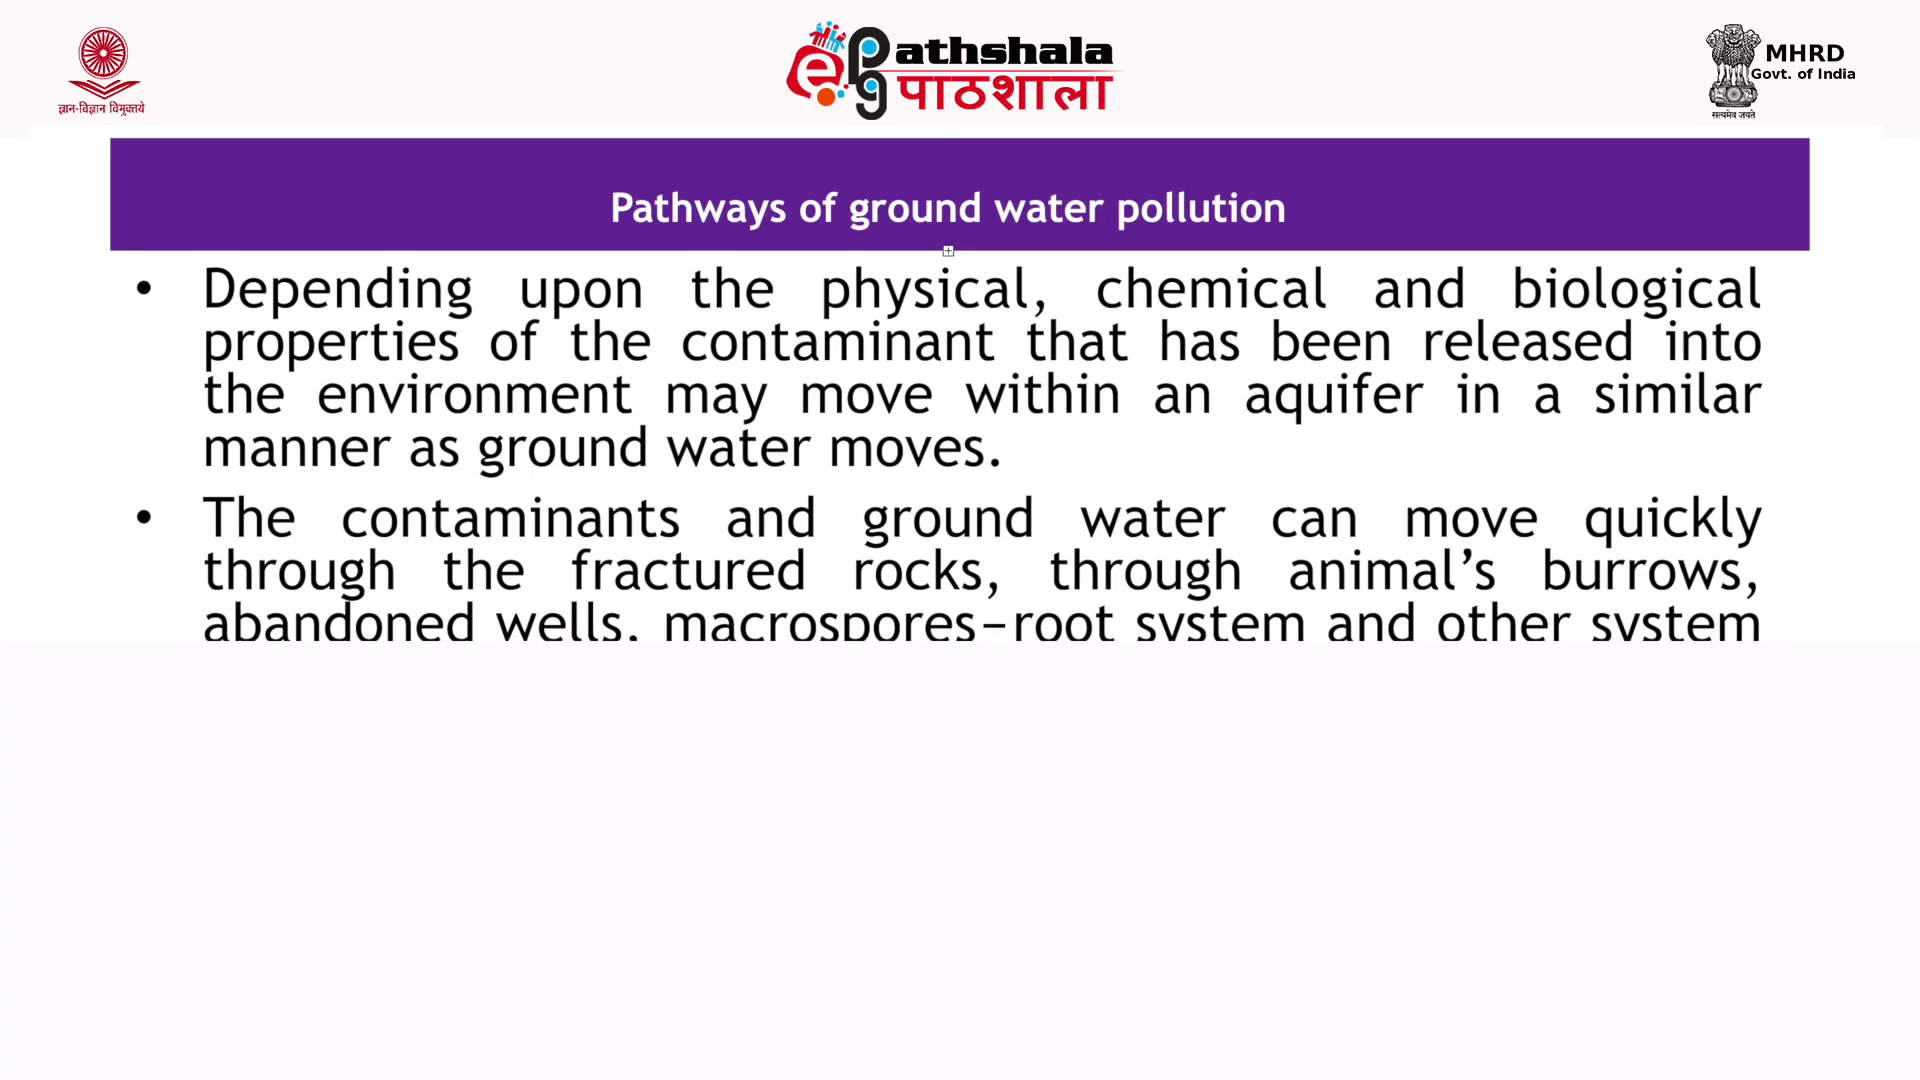 ज्ञान-विज्ञान विमुक्तये
e
pg
athshala
पाठशाला
MHRD
Govt. of India
सत्यमेव जयते
Pathways of ground water pollution
• Depending upon the physical, chemical and biological
properties of the contaminant that has been released into
the environment may move within an aquifer in a similar
manner as ground water moves.
• The contaminants and ground water can move quickly
through the fractured rocks, through animal’s burrows,
abandoned wells, macrospores–root system and other system